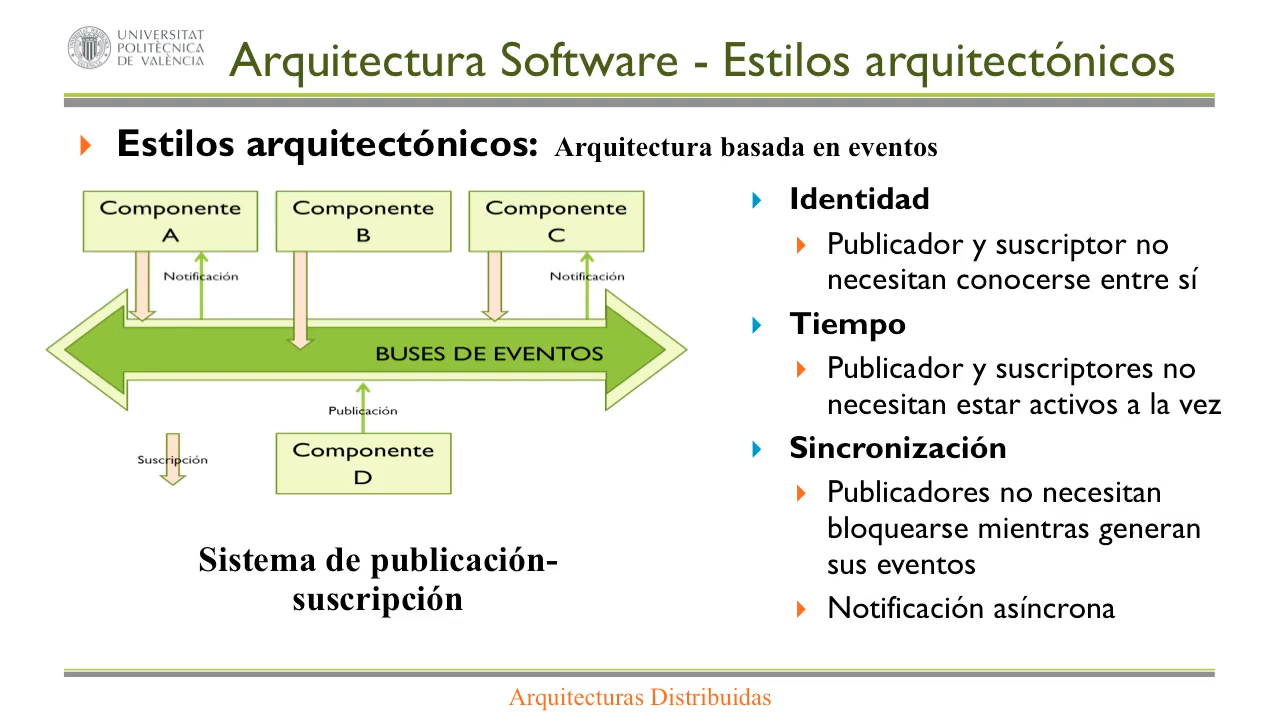 UNIVERSITAT
POLITÈCNICA
DE VALÈNCIA
Arquitectura Software - Estilos arquitectónicos
Estilos arquitectónicos: Arquitectura basada en eventos
Componente
A
Componente
B
Componente
C
Notificación
Notificación
BUSES DE EVENTOS
Publicación
Suscripción
Componente
D
Sistema de publicación-
suscripción
Identidad
Publicador y suscriptor no
necesitan conocerse entre sí
Tiempo
Publicador y suscriptores no
necesitan estar activos a la vez
Sincronización
Publicadores no necesitan
bloquearse mientras generan
sus eventos
Notificación asíncrona
Arquitecturas Distribuidas